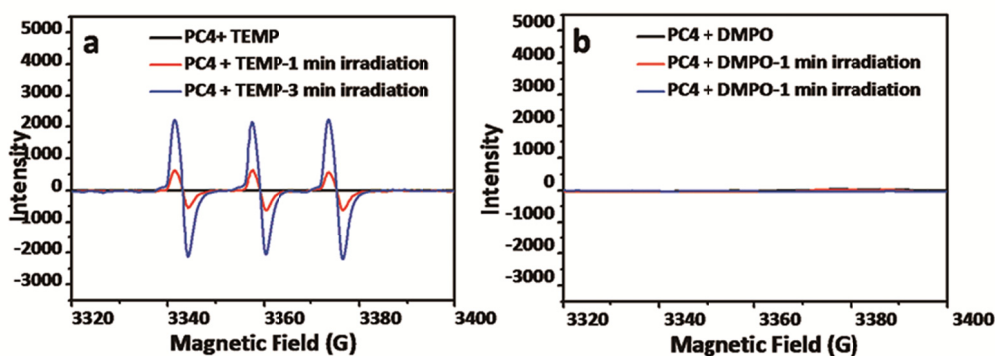 a
PC4+ TEMP
PC4 + TEMP-1 min irradiation
PC4 + TEMP-3 min irradiation
5000
4000
3000
2000
1000
0
-1000
-2000
-3000
Intensity
3320 3340 3360 3380 3400
Magnetic Field (G)
b
PC4 + DMPO
PC4 + DMPO-1 min irradiation
PC4 + DMPO-1 min irradiation
5000
4000
3000
2000
1000
0
-1000
-2000
-3000
Intensity
3320 3340 3360 3380 3400
Magnetic Field (G)